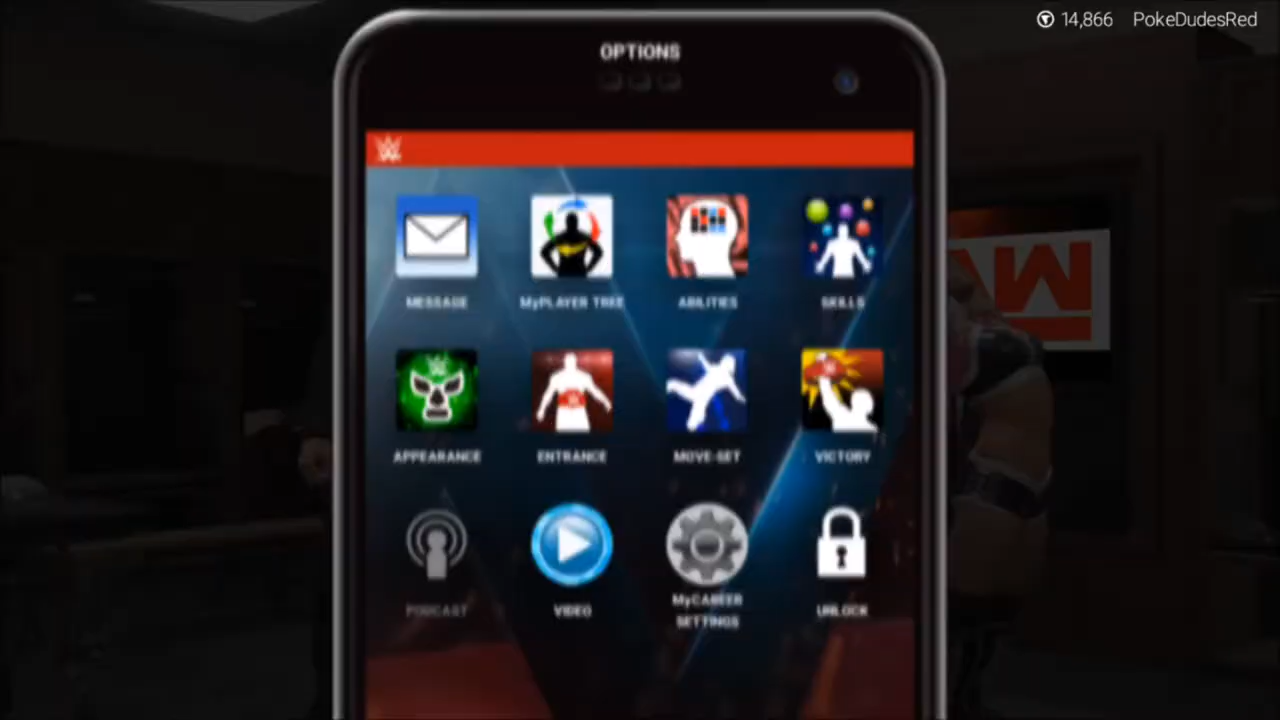 14,866 PokeDudesRed
OPTIONS
MESSAGE MyPLAYER TREE ABILITIES SKILLS
APPEARANCE ENTRANCE MOVE-SET VICTORY
PODCAST VIDEO MyCAREER SETTINGS UNLOCK